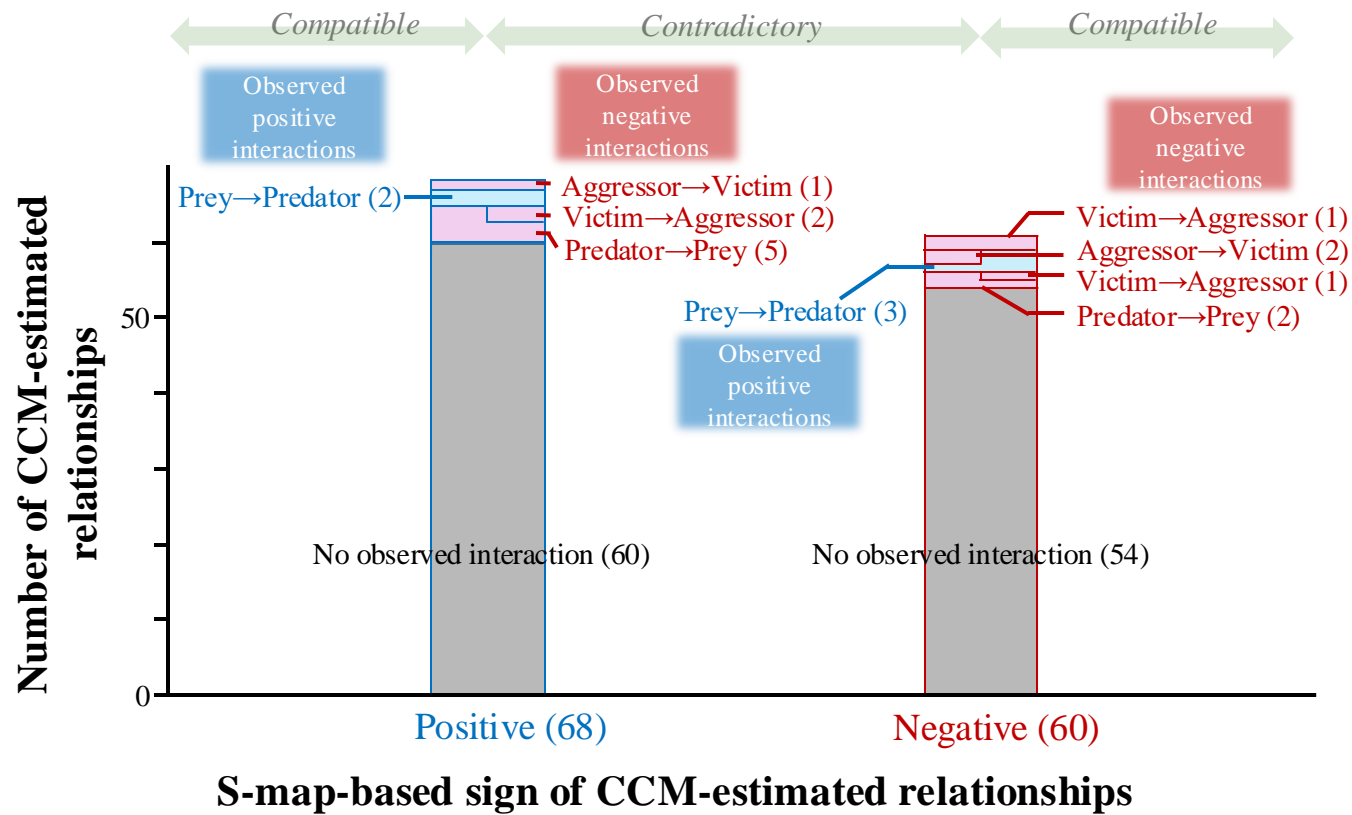 Compatible
Contradictory
Compatible
Observed
positive
interactions
Observed
negative
interactions
Observed
negative
interactions
Prey→Predator (2)
Aggressor→Victim (1)
Victim→Aggressor (2)
Predator→Prey (5)
Victim→Aggressor (1)
Aggressor→Victim (2)
Victim→Aggressor (1)
Predator→Prey (2)
Prey→Predator (3)
Observed
positive
interactions
Number of CCM-estimated
relationships
50
0
No observed interaction (60)
No observed interaction (54)
Positive (68)
Negative (60)
S-map-based sign of CCM-estimated relationships